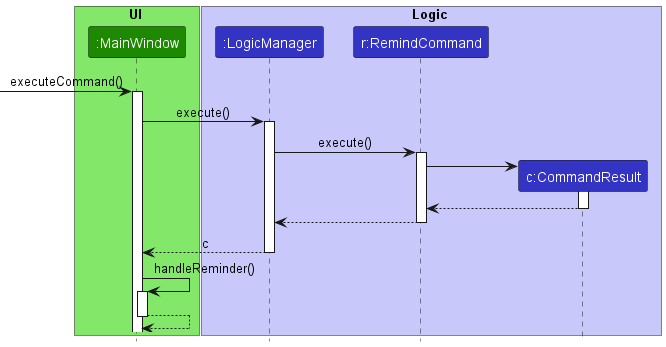 UI
Logic
:MainWindow
:LogicManager
r:RemindCommand
executeCommand()
execute()
execute()
c:CommandResult
c
handleReminder()